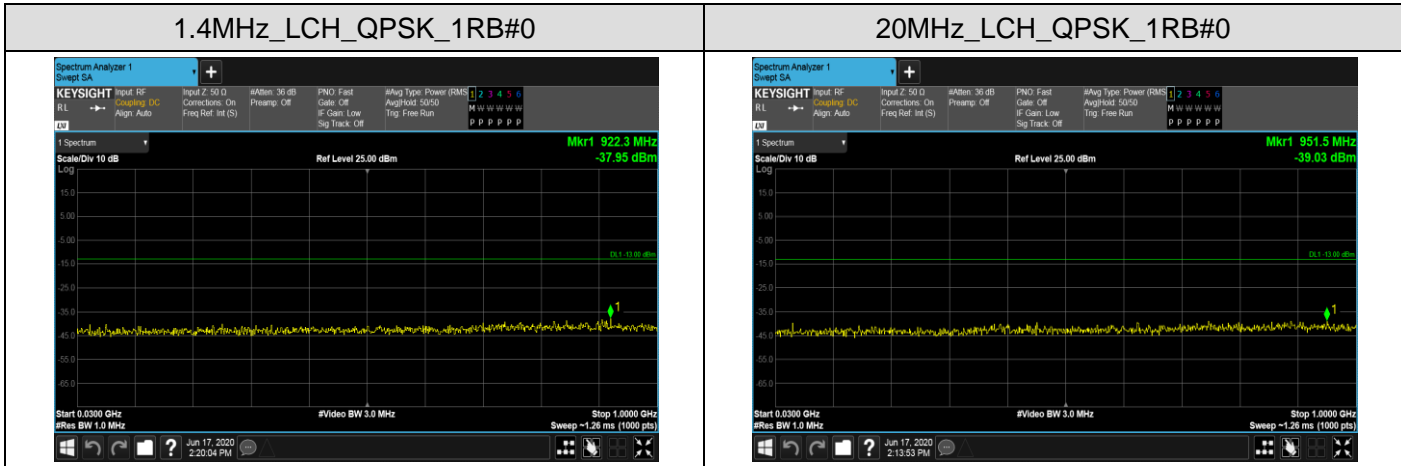 1.4MHz_LCH_QPSK_1RB#0
Spectrum Analyzer 1
Swept SA
+
KEYSIGHT
RL
LXI
Input: RF
Coupling: DC
Align: Auto
Input Z: 50 Ω
Corrections: On
Freq Ref: Int (S)
#Atten: 36 dB
Preamp: Off
PNO: Fast
Gate: Off
IF Gain: Low
Sig Track: Off
#Avg Type: Power (RMS
Avg|Hold: 50/50
Trig: Free Run
1 2 3 4 5 6
M W W W W W
P P P P P P
1 Spectrum
Scale/Div 10 dB
Ref Level 25.00 dBm
Mkr1 922.3 MHz
-37.95 dBm
Log
15.0
5.00
-5.00
DL1 -13.00 dBm
-15.0
-25.0
-35.0
1
-45.0
-55.0
-65.0
Start 0.0300 GHz
#Video BW 3.0 MHz
Stop 1.0000 GHz
#Res BW 1.0 MHz
Sweep ~1.26 ms (1000 pts)
?
Jun 17, 2020
2:20:04 PM
20MHz_LCH_QPSK_1RB#0
Spectrum Analyzer 1
Swept SA
+
KEYSIGHT
RL
LXI
Input: RF
Coupling: DC
Align: Auto
Input Z: 50 Ω
Corrections: On
Freq Ref: Int (S)
#Atten: 36 dB
Preamp: Off
PNO: Fast
Gate: Off
IF Gain: Low
Sig Track: Off
#Avg Type: Power (RMS
Avg|Hold: 50/50
Trig: Free Run
1 2 3 4 5 6
M W W W W W
P P P P P P
1 Spectrum
Scale/Div 10 dB
Ref Level 25.00 dBm
Mkr1 951.5 MHz
-39.03 dBm
Log
15.0
5.00
-5.00
DL1 -13.00 dBm
-15.0
-25.0
-35.0
1
-45.0
-55.0
-65.0
Start 0.0300 GHz
#Video BW 3.0 MHz
Stop 1.0000 GHz
#Res BW 1.0 MHz
Sweep ~1.26 ms (1000 pts)
?
Jun 17, 2020
2:13:53 PM